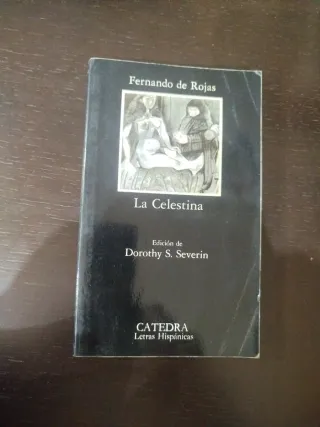 Fernando de Rojas
La Celestina
Edición de
Dorothy S. Severin
CATEDRA
Letras Hispánicas